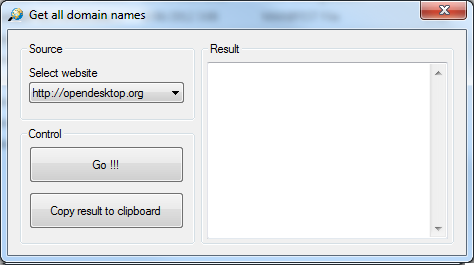 Get all domain names
Source
Select website
http://opendesktop.org
Control
Go !!!
Copy result to clipboard
Result